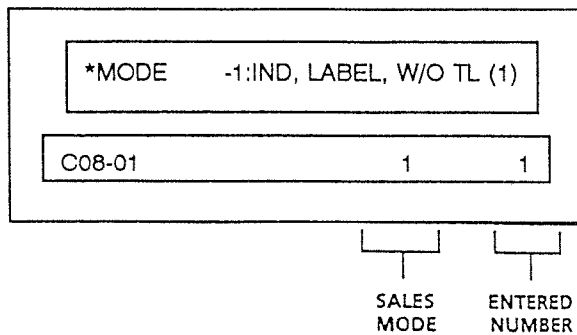 *MODE -1:IND, LABEL, W/O TL (1)
C08-01 1 1
SALES ENTERED
MODE NUMBER